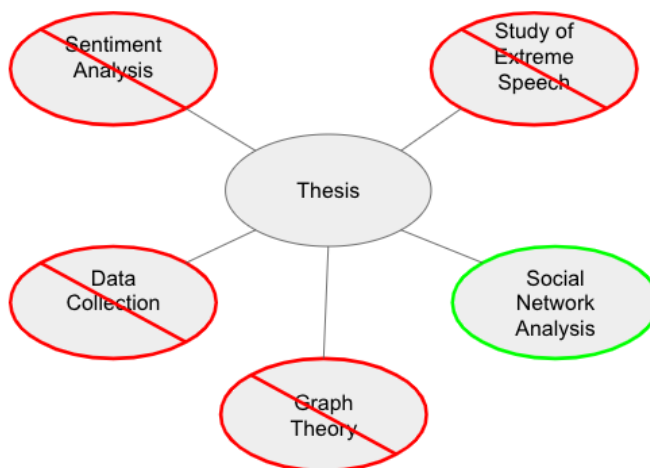 Sentiment
Analysis
Study of
Extreme
Speech
Thesis
Data
Collection
Social
Network
Analysis
Graph
Theory